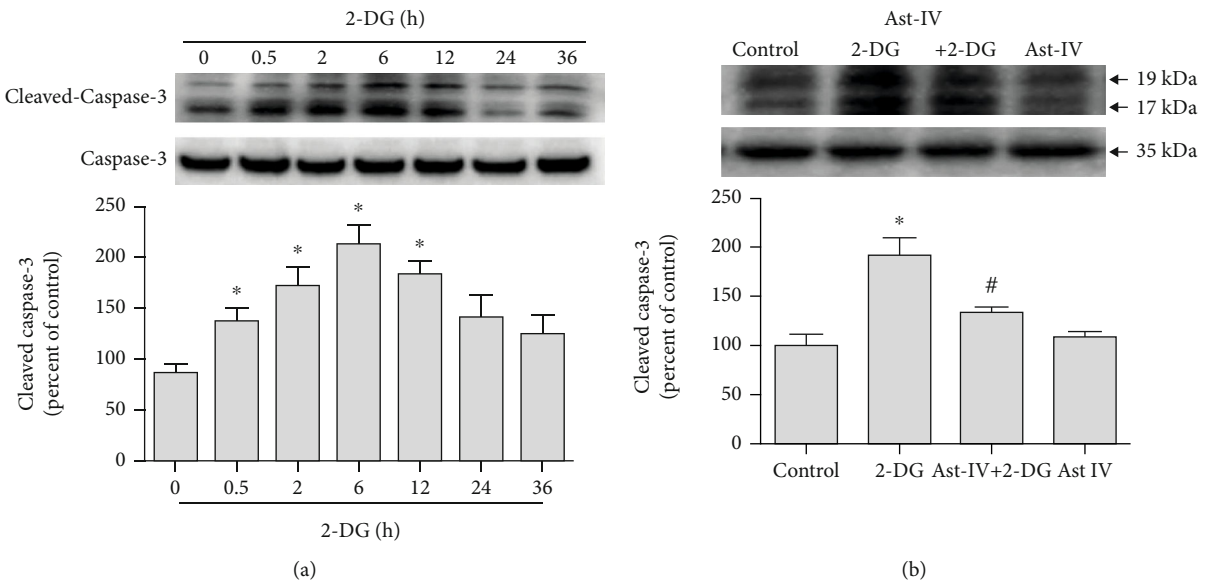 2-DG (h)
0 0.5 2 6 12 24 36
Cleaved-Caspase-3
Caspase-3
250
200
150
100
50
0
Cleaved caspase-3
(percent of control)
*
*
*
*
0 0.5 2 6 12 24 36
2-DG (h)
(a)
Ast-IV
Control 2-DG +2-DG Ast-IV
19 kDa
17 kDa
35 kDa
250
200
150
100
50
0
Cleaved caspase-3
(percent of control)
*
#
Control 2-DG Ast-IV+2-DG Ast IV
(b)